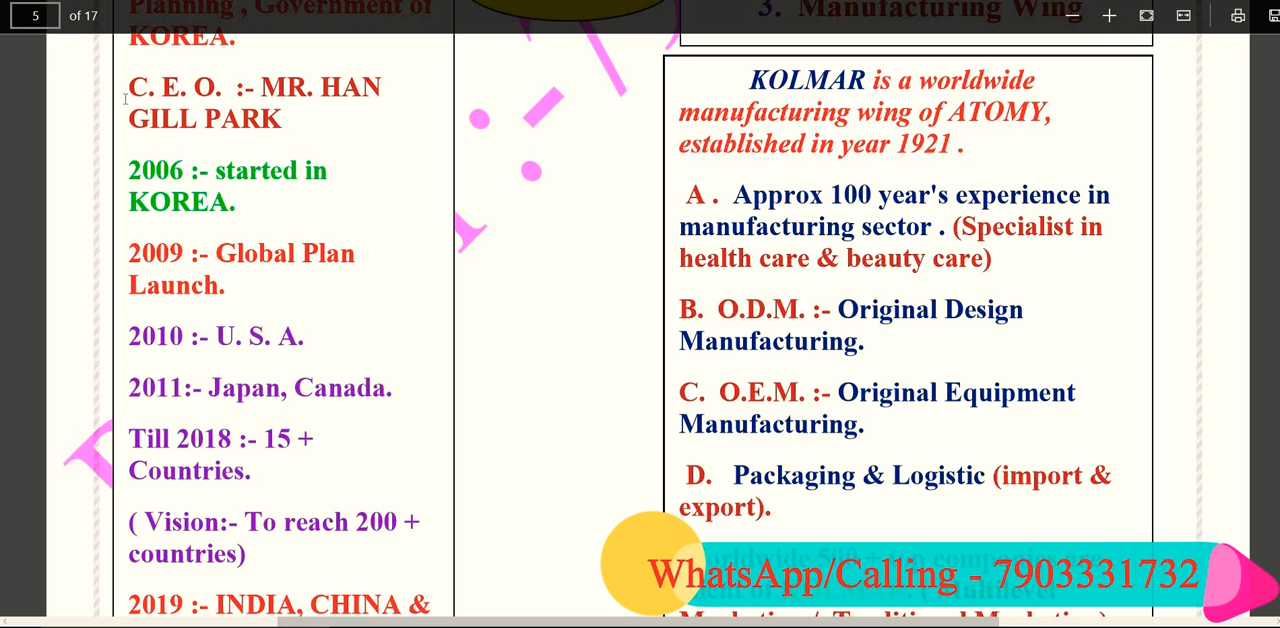 5 of 17
Planning , Government of
KOREA.
C. E. O. :- MR. HAN
GILL PARK
2006 :- started in
KOREA.
2009 :- Global Plan
Launch.
2010 :- U. S. A.
2011:- Japan, Canada.
Till 2018 :- 15 +
Countries.
( Vision:- To reach 200 +
countries)
2019 :- INDIA, CHINA &
3. Manufacturing Wing
KOLMAR is a worldwide
manufacturing wing of ATOMY,
established in year 1921 .
A . Approx 100 year's experience in
manufacturing sector . (Specialist in
health care & beauty care)
B. O.D.M. :- Original Design
Manufacturing.
C. O.E.M. :- Original Equipment
Manufacturing.
D. Packaging & Logistic (import &
export).
WhatsApp/Calling - 7903331732